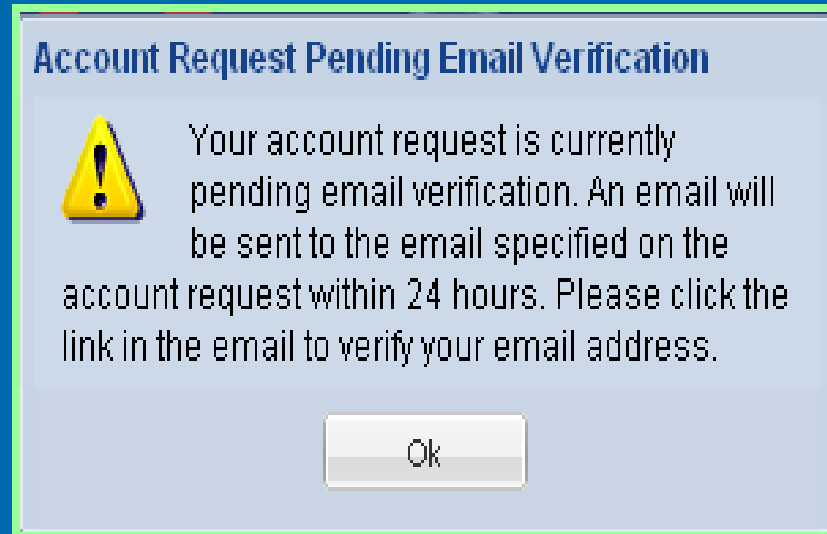 Account Request Pending Email Verification
Your account request is currently
pending email verification. An email will
be sent to the email specified on the
account request within 24 hours. Please click the
link in the email to verify your email address.
Ok